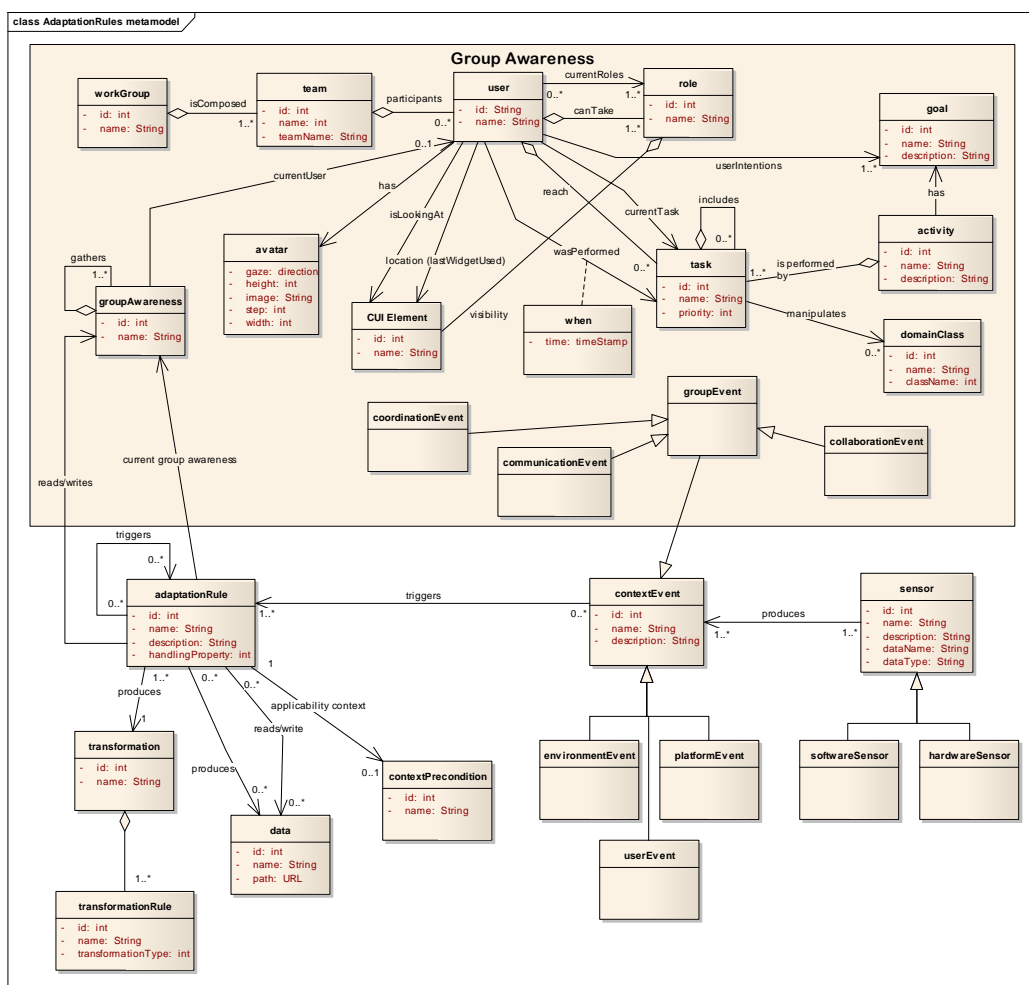 class AdaptationRules metamodel
Group Awareness
workGroup
- id: int
- name: String
isComposed
1..*
team
- id: int
- name: int
- teamName: String
participants
0..*
user
- id: String
- name: String
currentRoles
0..*
1..*
canTake
1..*
role
- id: int
- name: String
goal
- id: int
- name: String
- description: String
userIntentions
1..*
0..1
currentUser
has
isLookingAt
location (lastWidgetUsed)
reach
wasPerformed
currentTask
includes
0..*
has
activity
- id: int
- name: String
- description: String
is performed
by
1..*
avatar
- gaze: direction
- height: int
- image: String
- step: int
- width: int
gathers
1..*
groupAwareness
- id: int
- name: String
CUI Element
- id: int
- name: String
visibility
when
- time: timeStamp
0..*
task
- id: int
- name: String
- priority: int
manipulates
0..*
domainClass
- id: int
- name: String
- className: int
groupEvent
coordinationEvent
communicationEvent
collaborationEvent
current group awareness
reads/writes
triggers
0..*
0..*
adaptationRule
- id: int
- name: String
- description: String
- handlingProperty: int
triggers
1..*
0..*
contextEvent
- id: int
- name: String
- description: String
produces
1..*
1..*
sensor
- id: int
- name: String
- description: String
- dataName: String
- dataType: String
1..*
produces
1
0..*
0..*
1
applicability context
0..1
reads/write
produces
0..*
0..*
transformation
- id: int
- name: String
contextPrecondition
- id: int
- name: String
environmentEvent
platformEvent
softwareSensor
hardwareSensor
data
- id: int
- name: String
- path: URL
userEvent
1..*
transformationRule
- id: int
- name: String
- transformationType: int